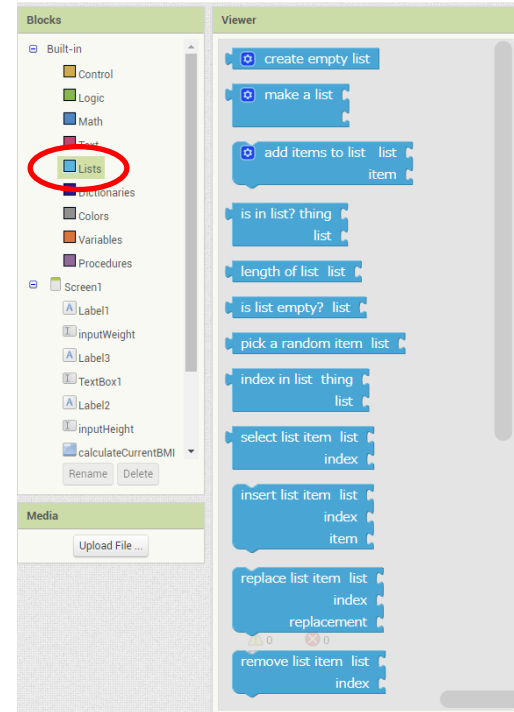 Blocks
Built-in
Control
Logic
Math
Text
Lists
Dictionaries
Colors
Variables
Procedures
Screen1
A Label1
inputWeight
A Label3
TextBox1
A Label2
inputHeight
calculateCurrentBMI
Rename Delete
Media
Upload File ...
Viewer
create empty list
make a list
add items to list list
item
is in list? thing
list
length of list list
is list empty? list
pick a random item list
index in list thing
list
select list item list
index
insert list item list
index
item
replace list item list
index
replacement
0 0
remove list item list
index